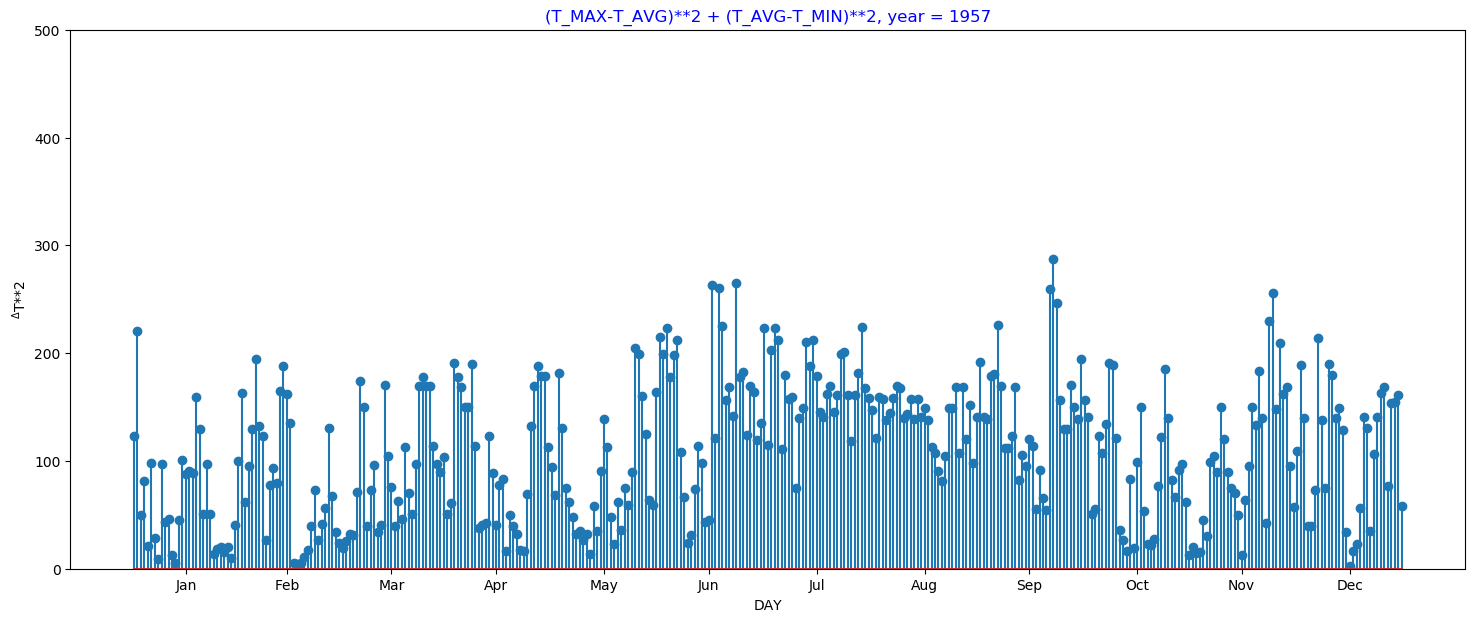 (T_MAX-T_AVG)**2 + (T_AVG-T_MIN)**2, year = 1957
500
400
300
200
100
0
ΔT**2
Jan Feb Mar Apr May Jun Jul Aug Sep Oct Nov Dec
DAY